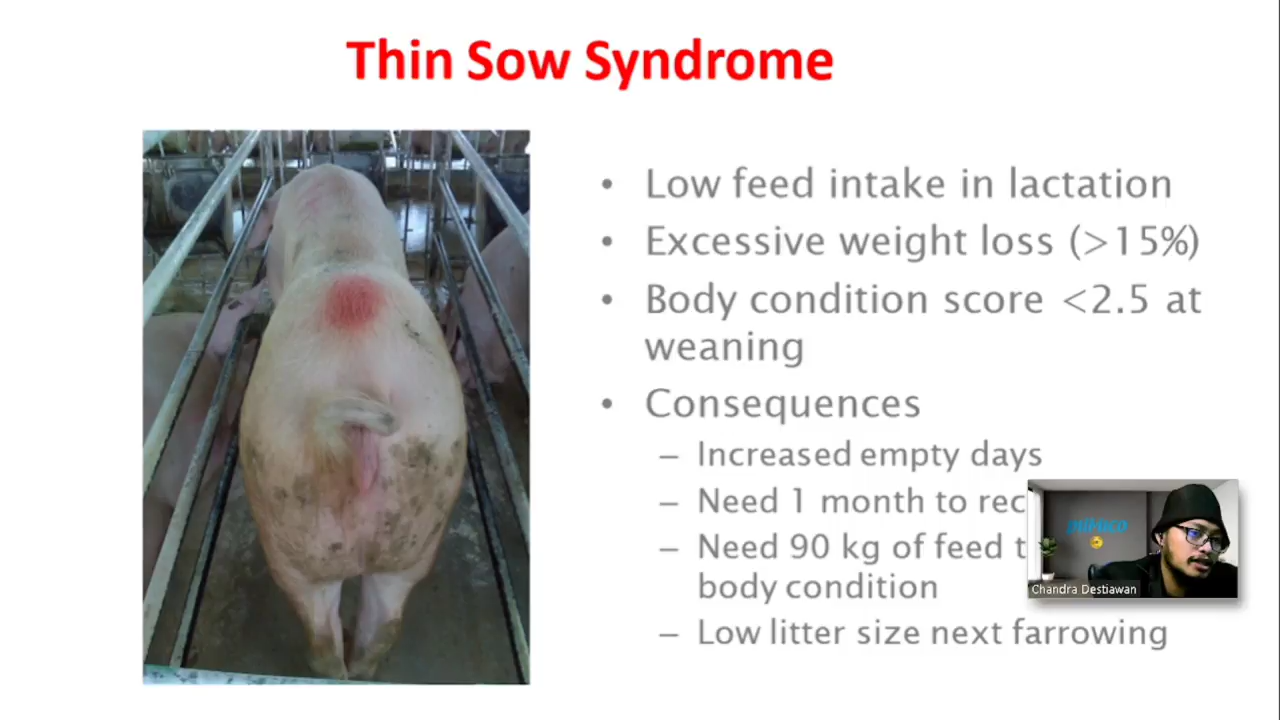 Thin Sow Syndrome
• Low feed intake in lactation
• Excessive weight loss (>15%)
• Body condition score <2.5 at
weaning
• Consequences
– Increased empty days
– Need 1 month to
– Need 90 kg of feed
body condition
– Low litter size next farrowing
Chandra Destiawan